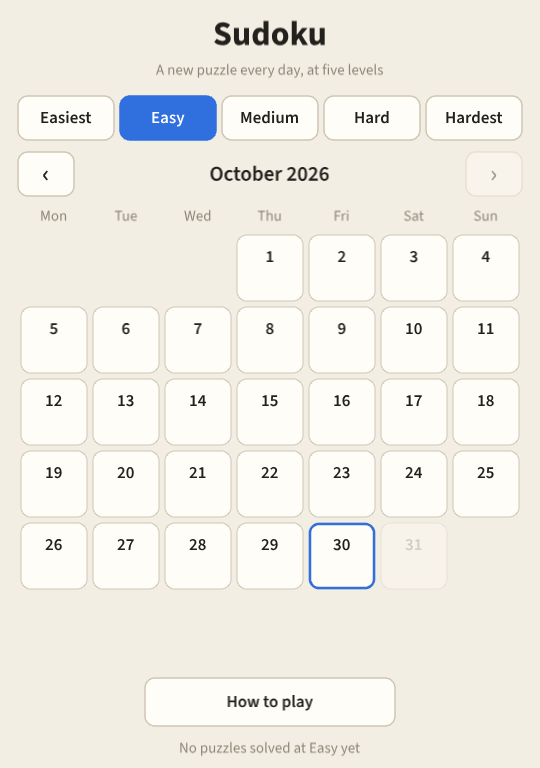 Sudoku
A new puzzle every day, at five levels
Easiest Easy Medium Hard Hardest
‹ October 2026 ›
Mon Tue Wed Thu Fri Sat Sun
1 2 3 4
5 6 7 8 9 10 11
12 13 14 15 16 17 18
19 20 21 22 23 24 25
26 27 28 29 30 31
How to play
No puzzles solved at Easy yet